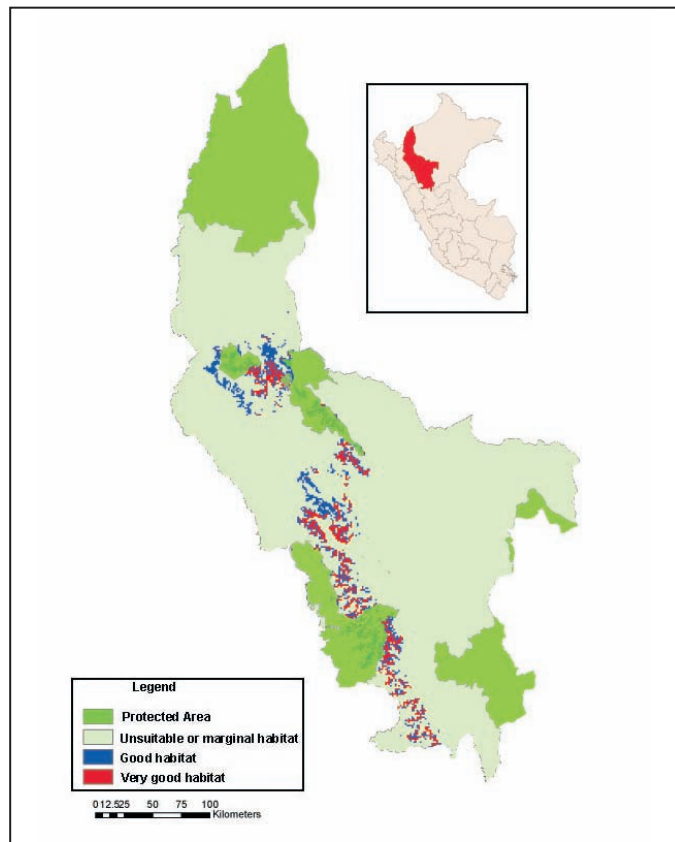 Legend
Protected Area
Unsuitable or marginal habitat
Good habitat
Very good habitat
0 12.525 50 75 100
Kilometers